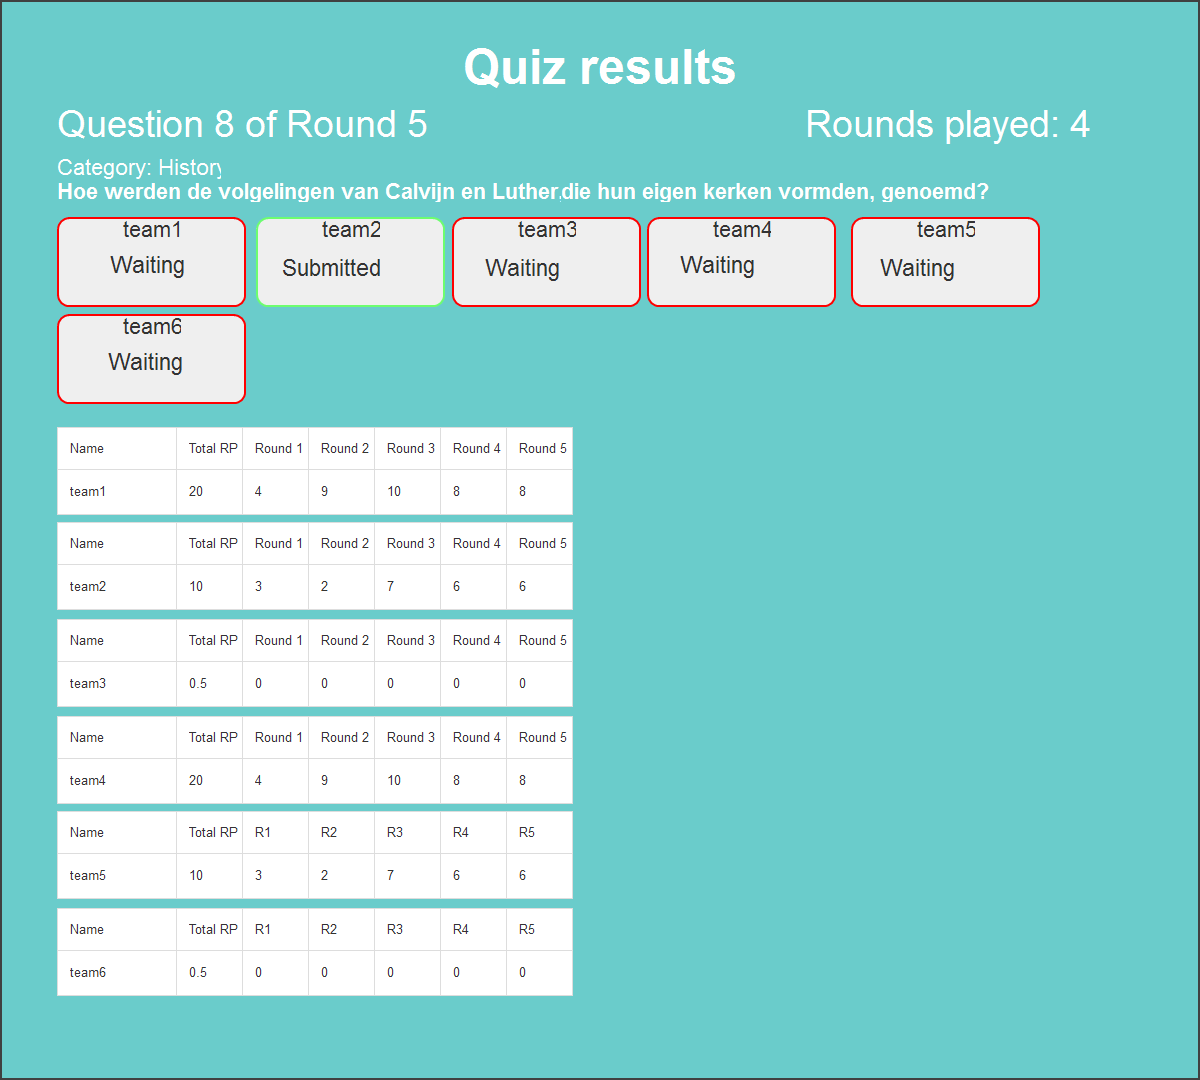 Quiz results
Question 8 of Round 5 Rounds played: 4
Category: History
Hoe werden de volgelingen van Calvijn en Luther,die hun eigen kerken vormden, genoemd?
team1 team2 team3 team4 team5
Waiting Submitted Waiting Waiting Waiting
team6
Waiting
Name Total RP Round 1 Round 2 Round 3 Round 4 Round 5
team1 20 4 9 10 8 8
Name Total RP Round 1 Round 2 Round 3 Round 4 Round 5
team2 10 3 2 7 6 6
Name Total RP Round 1 Round 2 Round 3 Round 4 Round 5
team3 0.5 0 0 0 0 0
Name Total RP Round 1 Round 2 Round 3 Round 4 Round 5
team4 20 4 9 10 8 8
Name Total RP R1 R2 R3 R4 R5
team5 10 3 2 7 6 6
Name Total RP R1 R2 R3 R4 R5
team6 0.5 0 0 0 0 0